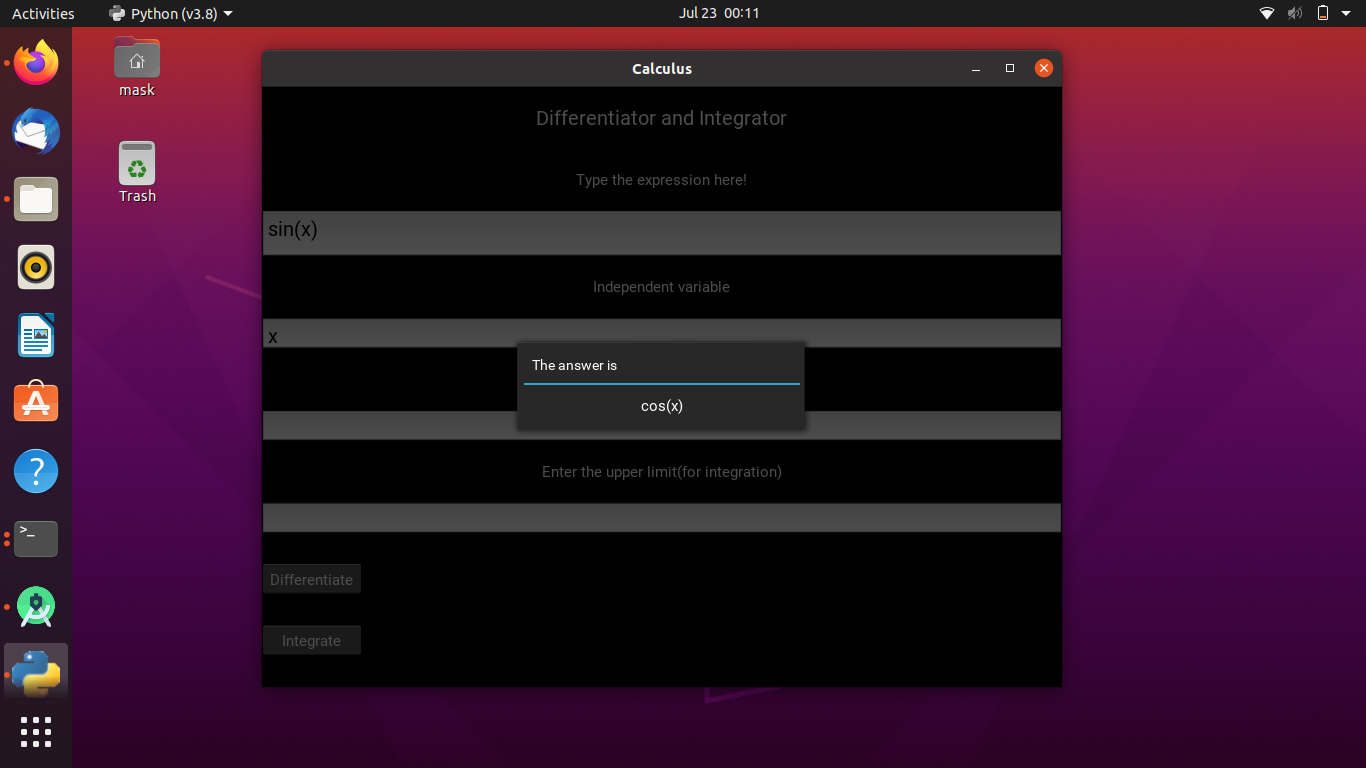 Activities Python (v3.8) Jul 23 00:11
mask
Trash
Calculus
Differentiator and Integrator
Type the expression here!
sin(x)
Independent variable
x
The answer is
cos(x)
Enter the upper limit(for integration)
Differentiate
Integrate